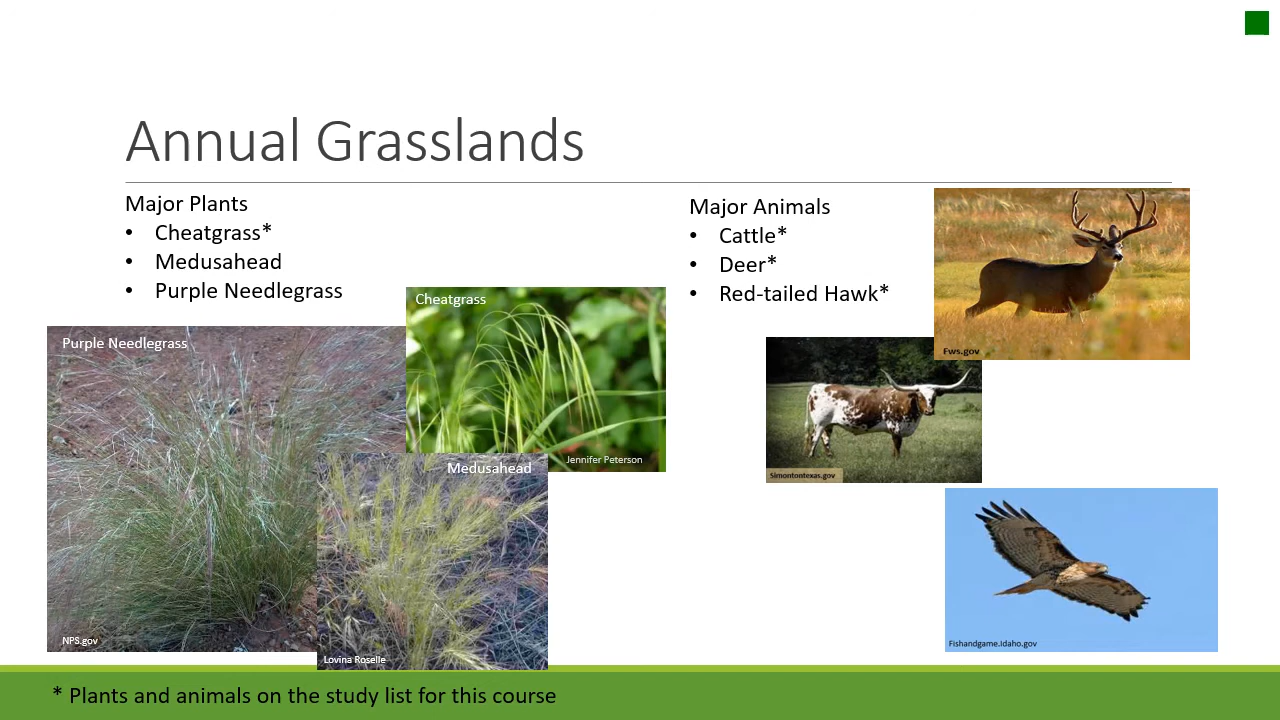 Annual Grasslands
Major Plants
• Cheatgrass*
• Medusahead
• Purple Needlegrass
Major Animals
• Cattle*
• Deer*
• Red-tailed Hawk*
Purple Needlegrass
NPS.gov
Cheatgrass
Jennifer Peterson
Medusahead
Lovina Roselle
Fws.gov
Simontontexas.gov
Fishandgame.Idaho.gov
* Plants and animals on the study list for this course